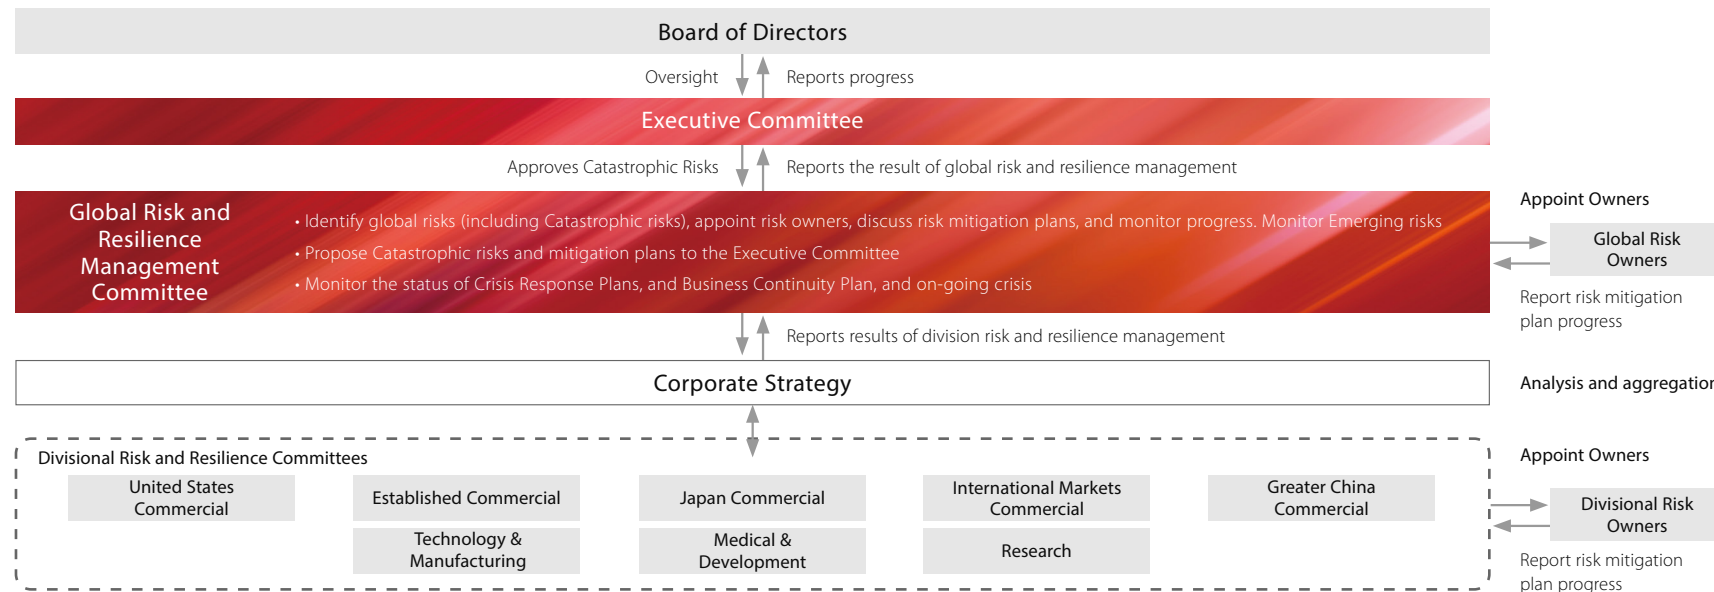 Board of Directors
Oversight
Reports progress
Executive Committee
Approves Catastrophic Risks
Reports the result of global risk and resilience management
Global Risk and
Resilience
Management
Committee
• Identify global risks (including Catastrophic risks), appoint risk owners, discuss risk mitigation plans, and monitor progress. Monitor Emerging risks
• Propose Catastrophic risks and mitigation plans to the Executive Committee
• Monitor the status of Crisis Response Plans, and Business Continuity Plan, and on-going crisis
Appoint Owners
Global Risk
Owners
Report risk mitigation
plan progress
Reports results of division risk and resilience management
Corporate Strategy
Analysis and aggregation
Divisional Risk and Resilience Committees
United States
Commercial
Established Commercial
Japan Commercial
International Markets
Commercial
Greater China
Commercial
Technology &
Manufacturing
Medical &
Development
Research
Appoint Owners
Divisional Risk
Owners
Report risk mitigation
plan progress